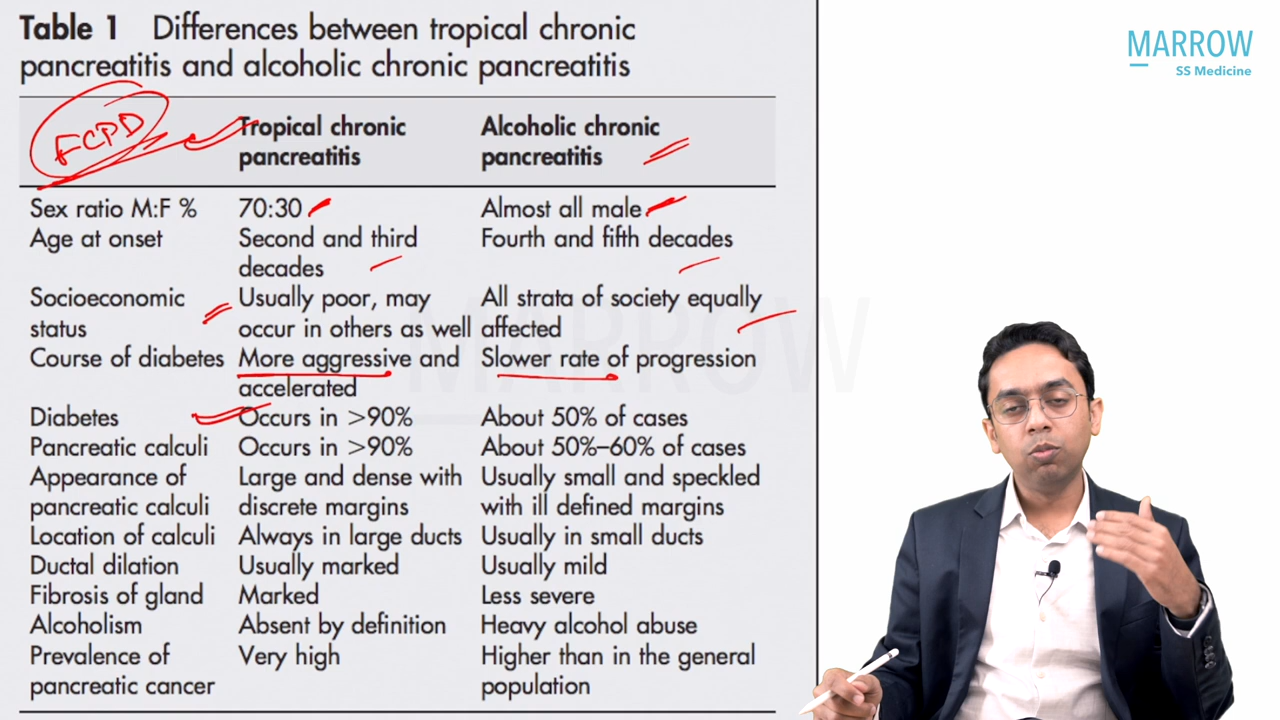 Table 1 Differences between tropical chronic
pancreatitis and alcoholic chronic pancreatitis
MARROW
SS Medicine
FCPD
Tropical chronic pancreatitis
Alcoholic chronic pancreatitis
Sex ratio M:F % 70:30 Almost all male
Age at onset Second and third decades Fourth and fifth decades
Socioeconomic status Usually poor, may occur in others as well All strata of society equally affected
Course of diabetes More aggressive and accelerated Slower rate of progression
Diabetes Occurs in >90% About 50% of cases
Pancreatic calculi Occurs in >90% About 50%–60% of cases
Appearance of pancreatic calculi Large and dense with discrete margins Usually small and speckled with ill defined margins
Location of calculi Always in large ducts Usually in small ducts
Ductal dilation Usually marked Usually mild
Fibrosis of gland Marked Less severe
Alcoholism Absent by definition Heavy alcohol abuse
Prevalence of pancreatic cancer Very high Higher than in the general population
MARROW